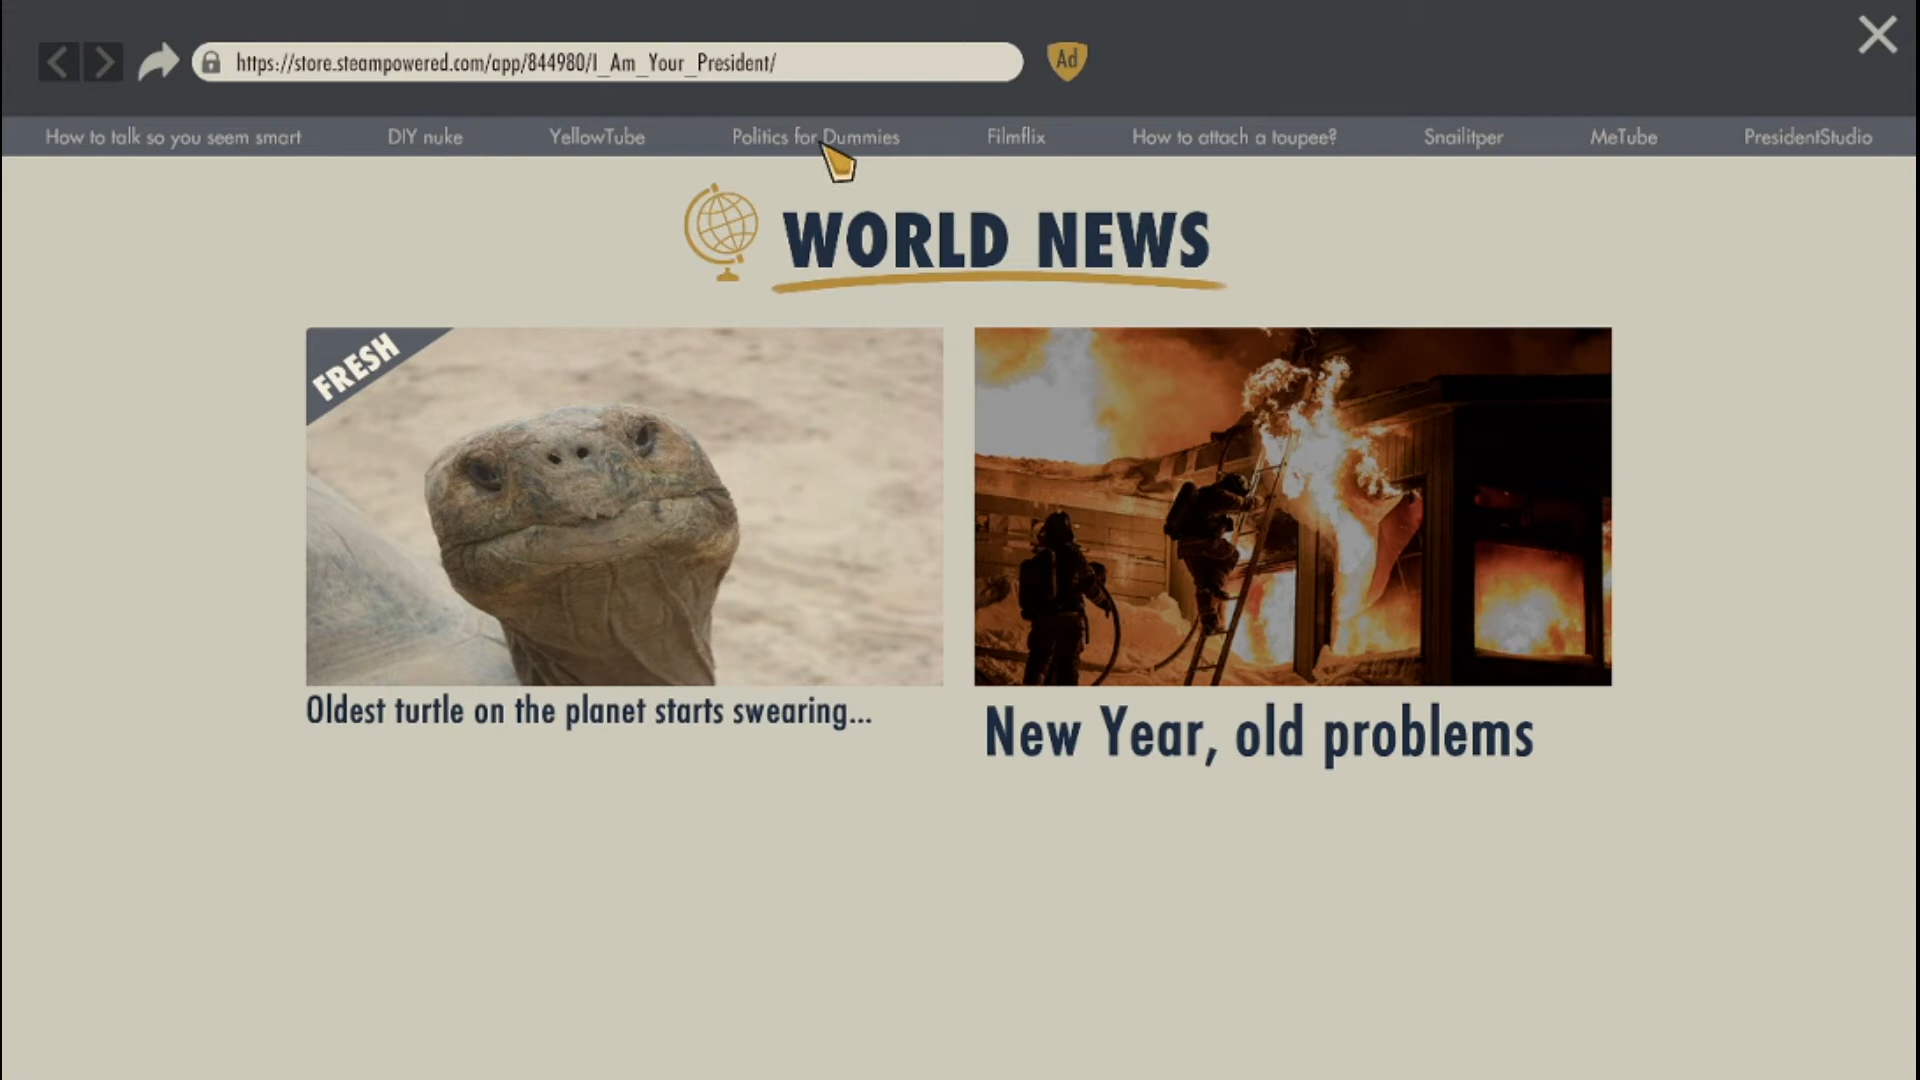 https://store.steampowered.com/app/844980/I_Am_Your_President/
Ad
How to talk so you seem smart
DIY nuke
YellowTube
Politics for Dummies
Filmflix
How to attach a toupee?
Snailitper
MeTube
PresidentStudio
WORLD NEWS
FRESH
Oldest turtle on the planet starts swearing...
New Year, old problems